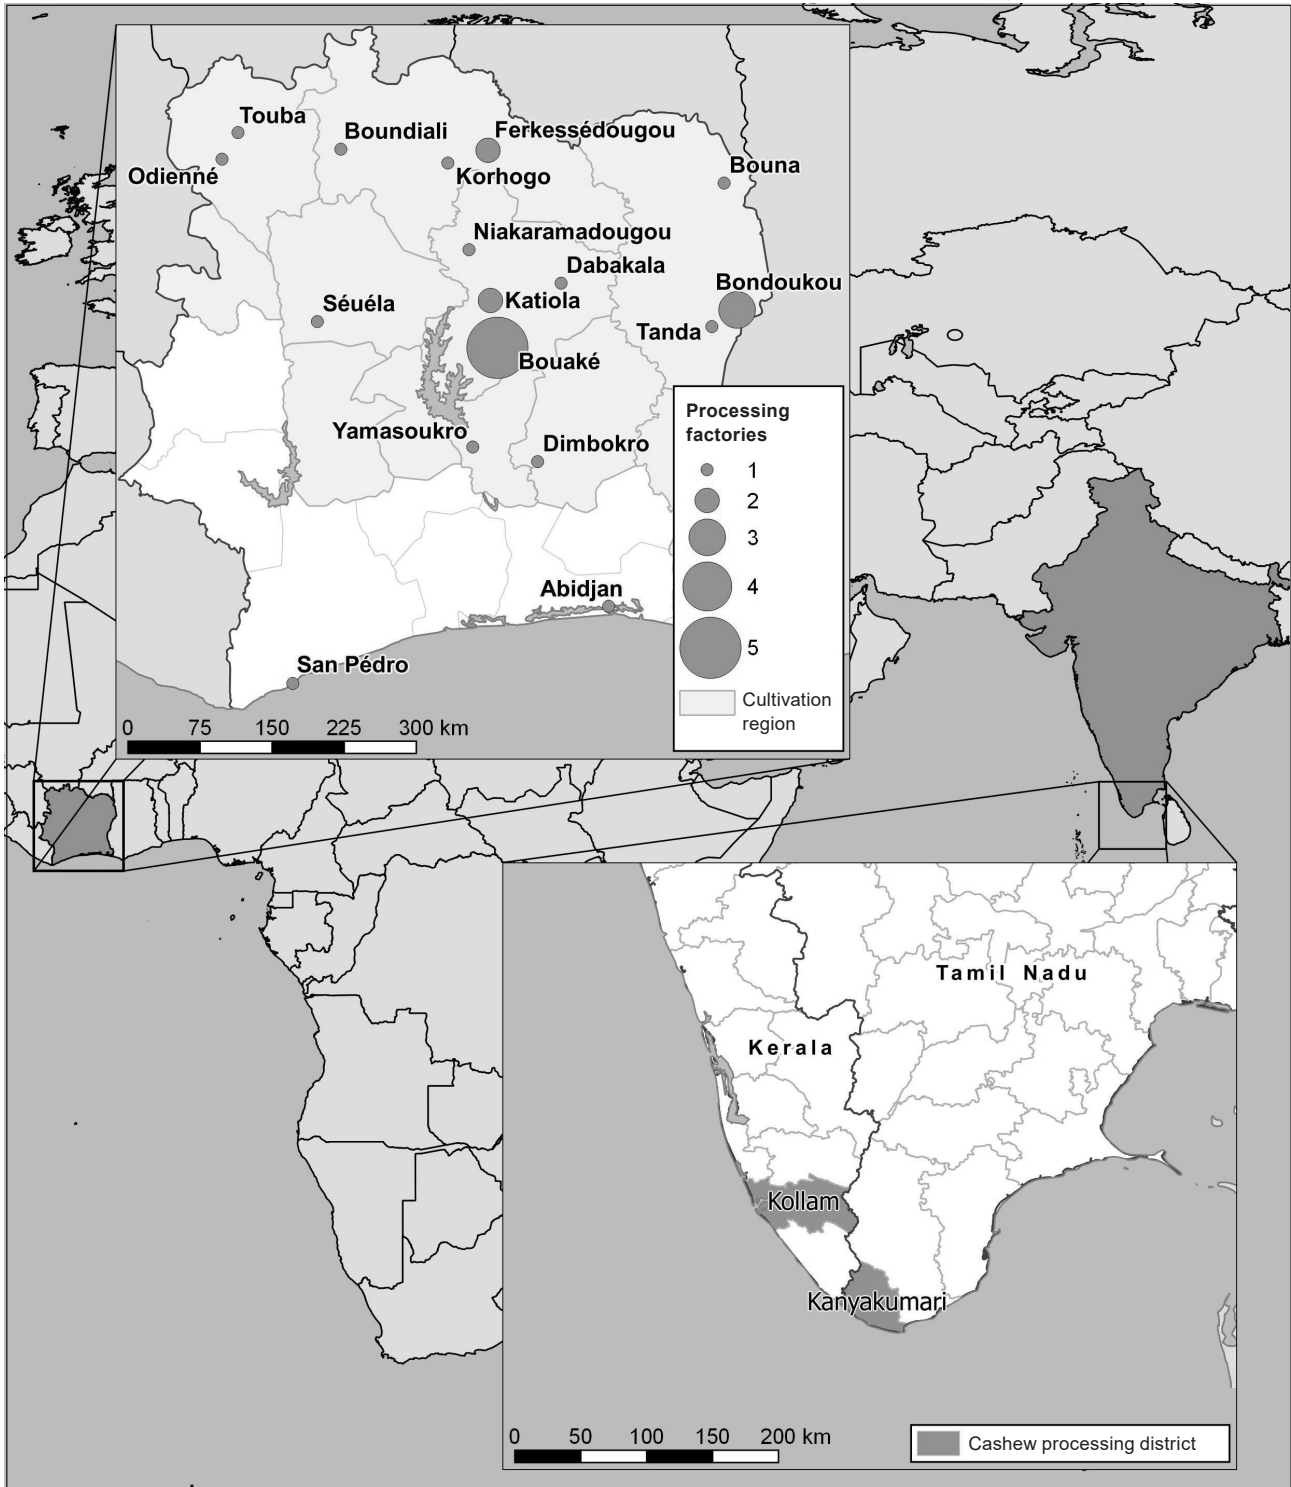 Touba
Boundiali
Ferkessédougou
Odienné
Korhogo
Bouna
Niakaramadougou
Dabakala
Bondoukou
Katiola
Séuéla
Tanda
Bouaké
Yamasoukro
Dimbokro
Abidjan
San Pédro
Processing
factories
1
2
3
4
5
Cultivation
region
0 75 150 225 300 km
Tamil Nadu
Kerala
Kollam
Kanyakumari
0 50 100 150 200 km
Cashew processing district